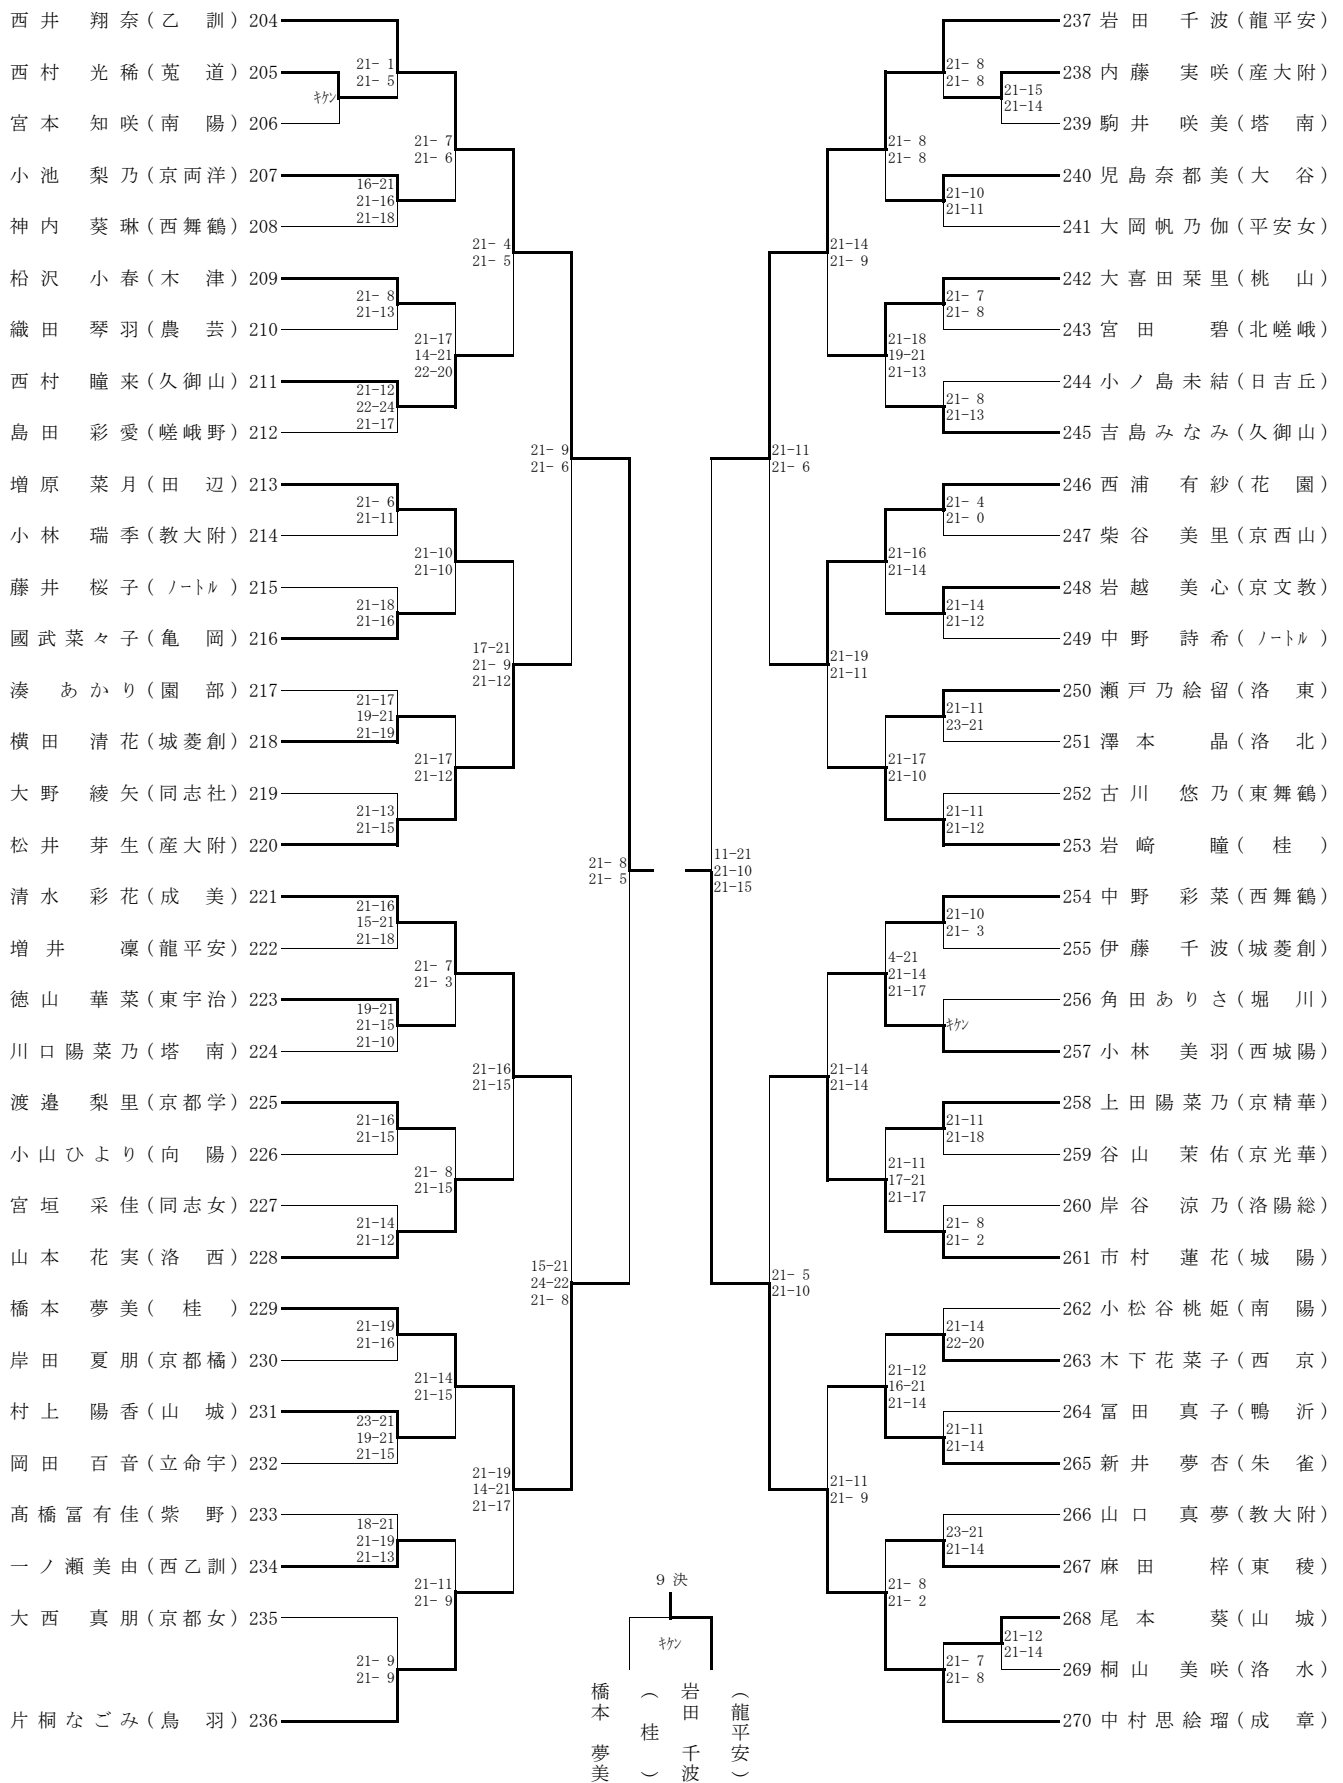 西井 翔奈(乙 訓) 204
西村 光稀(莵 道) 205
宮本 知咲(南 陽) 206
小池 梨乃(京両洋) 207
神内 葵琳(西舞鶴) 208
枩沢 小春(木 津) 209
織田 琴羽(農 芸) 210
西村 瞳来(久御山) 211
島田 彩愛(嵯峨野) 212
増原 菜月(田 辺) 213
小林 瑞季(教大附) 214
藤井 桜子(ノートル) 215
國武菜々子(亀 岡) 216
湊 あかり(園 部) 217
横田 清花(城菱創) 218
大野 綾矢(同志社) 219
松井 芽生(産大附) 220
清水 彩花(成 美) 221
増井 凜(龍平安) 222
徳山 華菜(東宇治) 223
川口陽菜乃(塔 南) 224
渡邉 梨里(京都学) 225
小山ひより(向 陽) 226
宮垣 采佳(同志女) 227
山本 花実(洛 西) 228
橋本 夢美( 桂 ) 229
岸田 夏朋(京都橘) 230
村上 陽香(山 城) 231
岡田 百音(立命宇) 232
髙橋冨有佳(紫 野) 233
一ノ瀬美由(西乙訓) 234
大西 真朋(京都女) 235
片桐なごみ(鳥 羽) 236
21- 1
21- 5
キケン
21- 7
21- 6
16-21
21-16
21-18
21- 4
21- 5
21- 8
21-13
21-17
14-21
22-20
21-12
22-24
21-17
21- 9
21- 6
21- 6
21-11
21-10
21-10
21-18
21-16
17-21
21- 9
21-12
21-17
19-21
21-19
21-17
21-12
21-13
21-15
21- 8
21- 5
21-16
15-21
21-18
21- 7
21- 3
19-21
21-15
21-10
21-16
21-15
21-16
21-15
21- 8
21-15
21-14
21-12
15-21
24-22
21- 8
21-19
21-16
21-14
21-15
23-21
19-21
21-15
21-19
14-21
21-17
18-21
21-19
21-13
21-11
21- 9
21- 9
21- 9
237 岩田 千波(龍平安)
238 内藤 実咲(産大附)
239 駒井 咲美(塔 南)
240 児島奈都美(大 谷)
241 大岡帆乃伽(平安女)
242 大喜田栞里(桃 山)
243 宮田 碧(北嵯峨)
244 小ノ島未結(日吉丘)
245 吉島みなみ(久御山)
246 西浦 有紗(花 園)
247 柴谷 美里(京西山)
248 岩越 美心(京文教)
249 中野 詩希(ノートル)
250 瀬戸乃絵留(洛 東)
251 澤本 晶(洛 北)
252 古川 悠乃(東舞鶴)
253 岩﨑 瞳( 桂 )
254 中野 彩菜(西舞鶴)
255 伊藤 千波(城菱創)
256 角田ありさ(堀 川)
257 小林 美羽(西城陽)
258 上田陽菜乃(京精華)
259 谷山 茉佑(京光華)
260 岸谷 涼乃(洛陽総)
261 市村 蓮花(城 陽)
262 小松谷桃姫(南 陽)
263 木下花菜子(西 京)
264 冨田 真子(鴨 沂)
265 新井 夢杏(朱 雀)
266 山口 真夢(教大附)
267 麻田 梓(東 稜)
268 尾本 葵(山 城)
269 桐山 美咲(洛 水)
270 中村思絵瑠(成 章)
21- 8
21- 8
21-15
21-14
21- 8
21- 8
21-10
21-11
21-14
21- 9
21- 7
21- 8
21-18
19-21
21-13
21- 8
21-13
21-11
21- 6
21- 4
21- 0
21-16
21-14
21-14
21-12
21-19
21-11
21-11
23-21
21-17
21-10
21-11
21-12
11-21
21-10
21-15
21-10
21- 3
4-21
21-14
21-17
キケン
21-14
21-14
21-11
21-18
21-11
17-21
21-17
21- 8
21- 2
21- 5
21-10
21-14
22-20
21-12
16-21
21-14
21-11
21-14
21-11
21- 9
23-21
21-14
21- 8
21- 2
21-12
21-14
21- 7
21- 8
9 決
キケン
橋本 夢美
( 桂 )
岩田 千波
(龍平安)